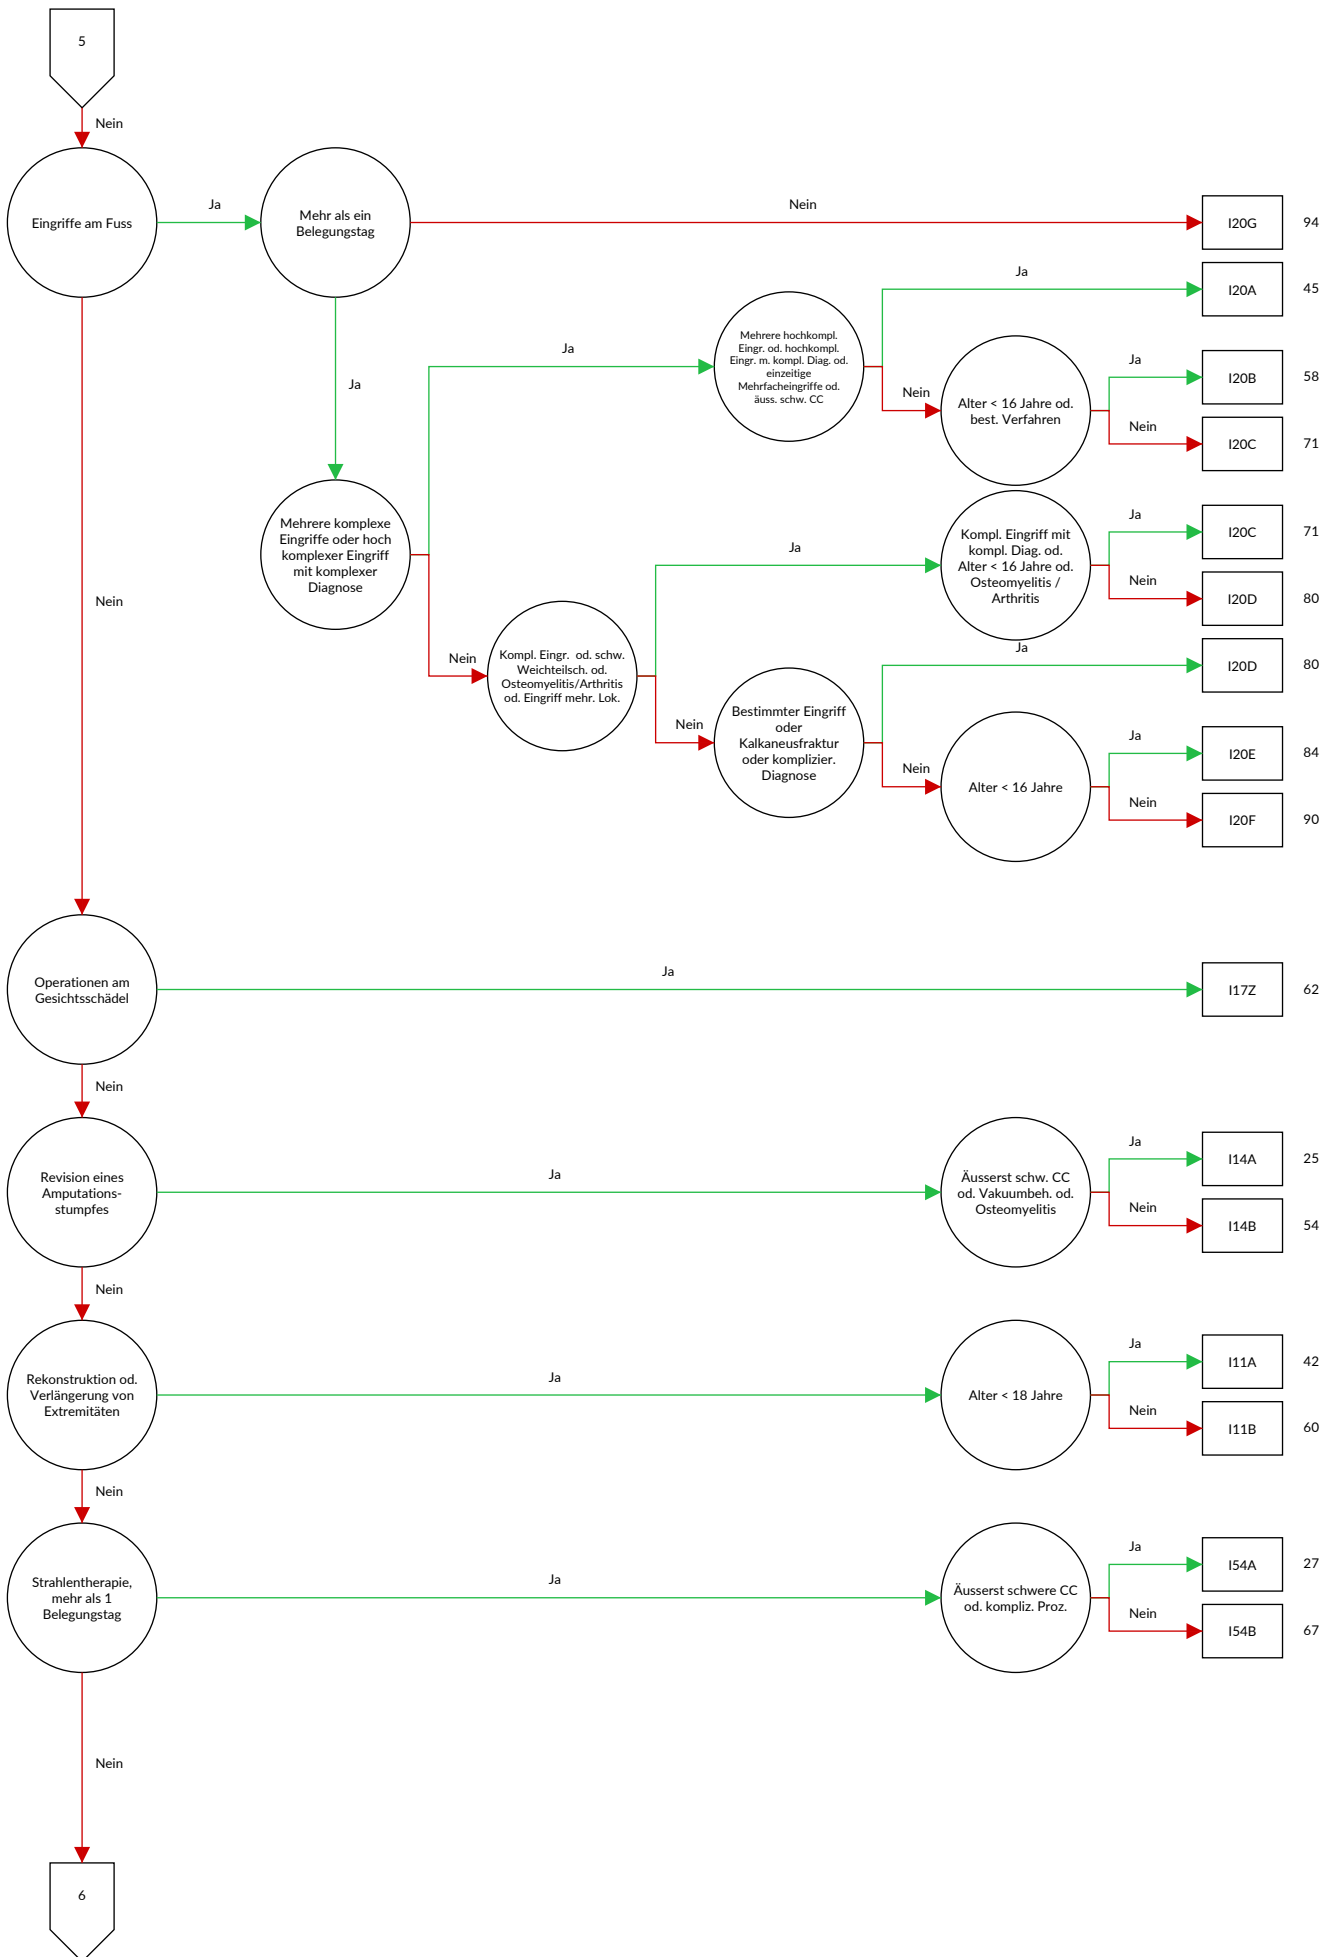 5
Nein
Eingriffe am Fuss
Ja
Mehr als ein
Belegungstag
Nein
I20G 94
Ja
I20A 45
Ja
Mehrere komplexe
Eingriffe oder hoch
komplexer Eingriff
mit komplexer
Diagnose
Ja
Mehrere hochkompl.
Eingr. od. hochkompl.
Eingr. m. kompl. Diag. od.
einzeitige
Mehrfacheingriffe od.
äuss. schw. CC
Nein
Alter < 16 Jahre od.
best. Verfahren
Ja
I20B 58
Nein
I20C 71
Nein
Kompl. Eingr. od. schw.
Weichteilsch. od.
Osteomyelitis/Arthritis
od. Eingriff mehr. Lok.
Ja
Kompl. Eingriff mit
kompl. Diag. od.
Alter < 16 Jahre od.
Osteomyelitis /
Arthritis
Ja
I20C 71
Nein
I20D 80
Nein
Bestimmter Eingriff
oder
Kalkaneusfraktur
oder komplizier.
Diagnose
Ja
I20D 80
Nein
Alter < 16 Jahre
Ja
I20E 84
Nein
I20F 90
Nein
Operationen am
Gesichtsschädel
Ja
I17Z 62
Nein
Revision eines
Amputations-
stumpfes
Ja
Äusserst schw. CC
od. Vakuumbeh. od.
Osteomyelitis
Ja
I14A 25
Nein
I14B 54
Nein
Rekonstruktion od.
Verlängerung von
Extremitäten
Ja
Alter < 18 Jahre
Ja
I11A 42
Nein
I11B 60
Nein
Strahlentherapie,
mehr als 1
Belegungstag
Ja
Äusserst schwere CC
od. kompliz. Proz.
Ja
I54A 27
Nein
I54B 67
Nein
6